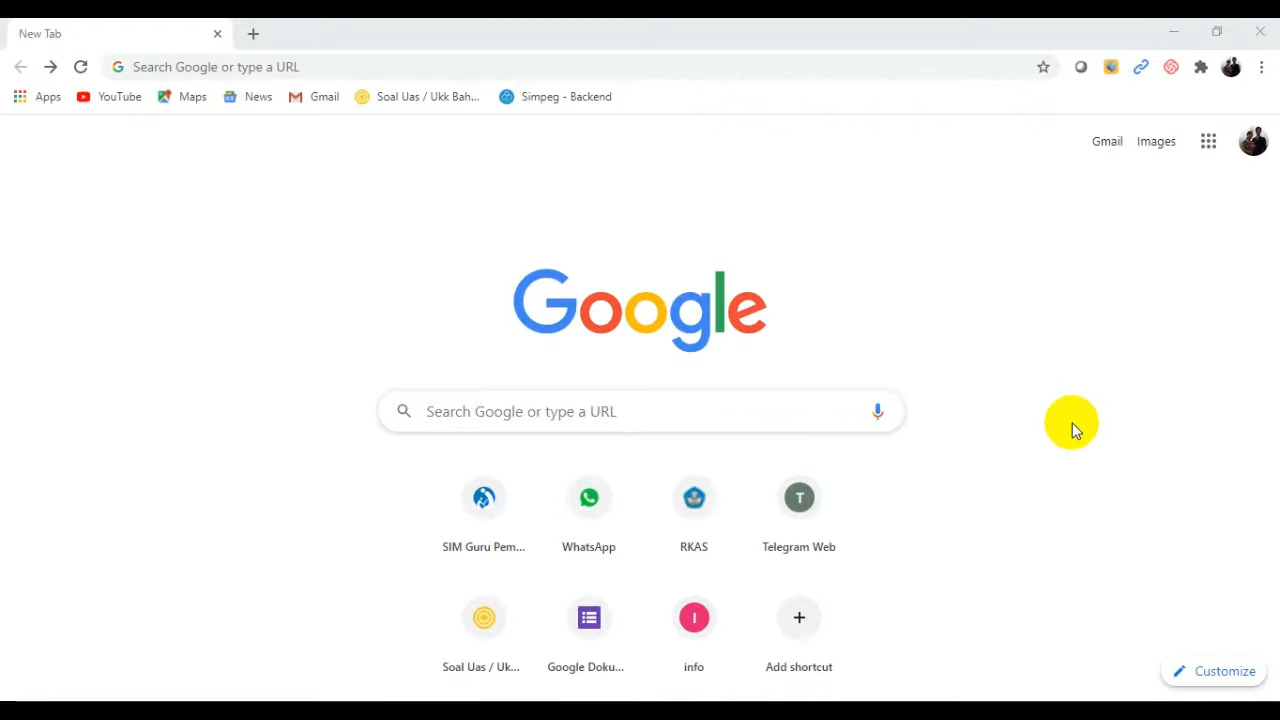 New Tab
Search Google or type a URL
Apps YouTube Maps News Gmail Soal Uas / Ukk Bah... Simpeg - Backend
Gmail Images
Google
Search Google or type a URL
T
SIM Guru Pem... WhatsApp RKAS Telegram Web
I
Soal Uas / Uk... Google Doku... info Add shortcut
Customize